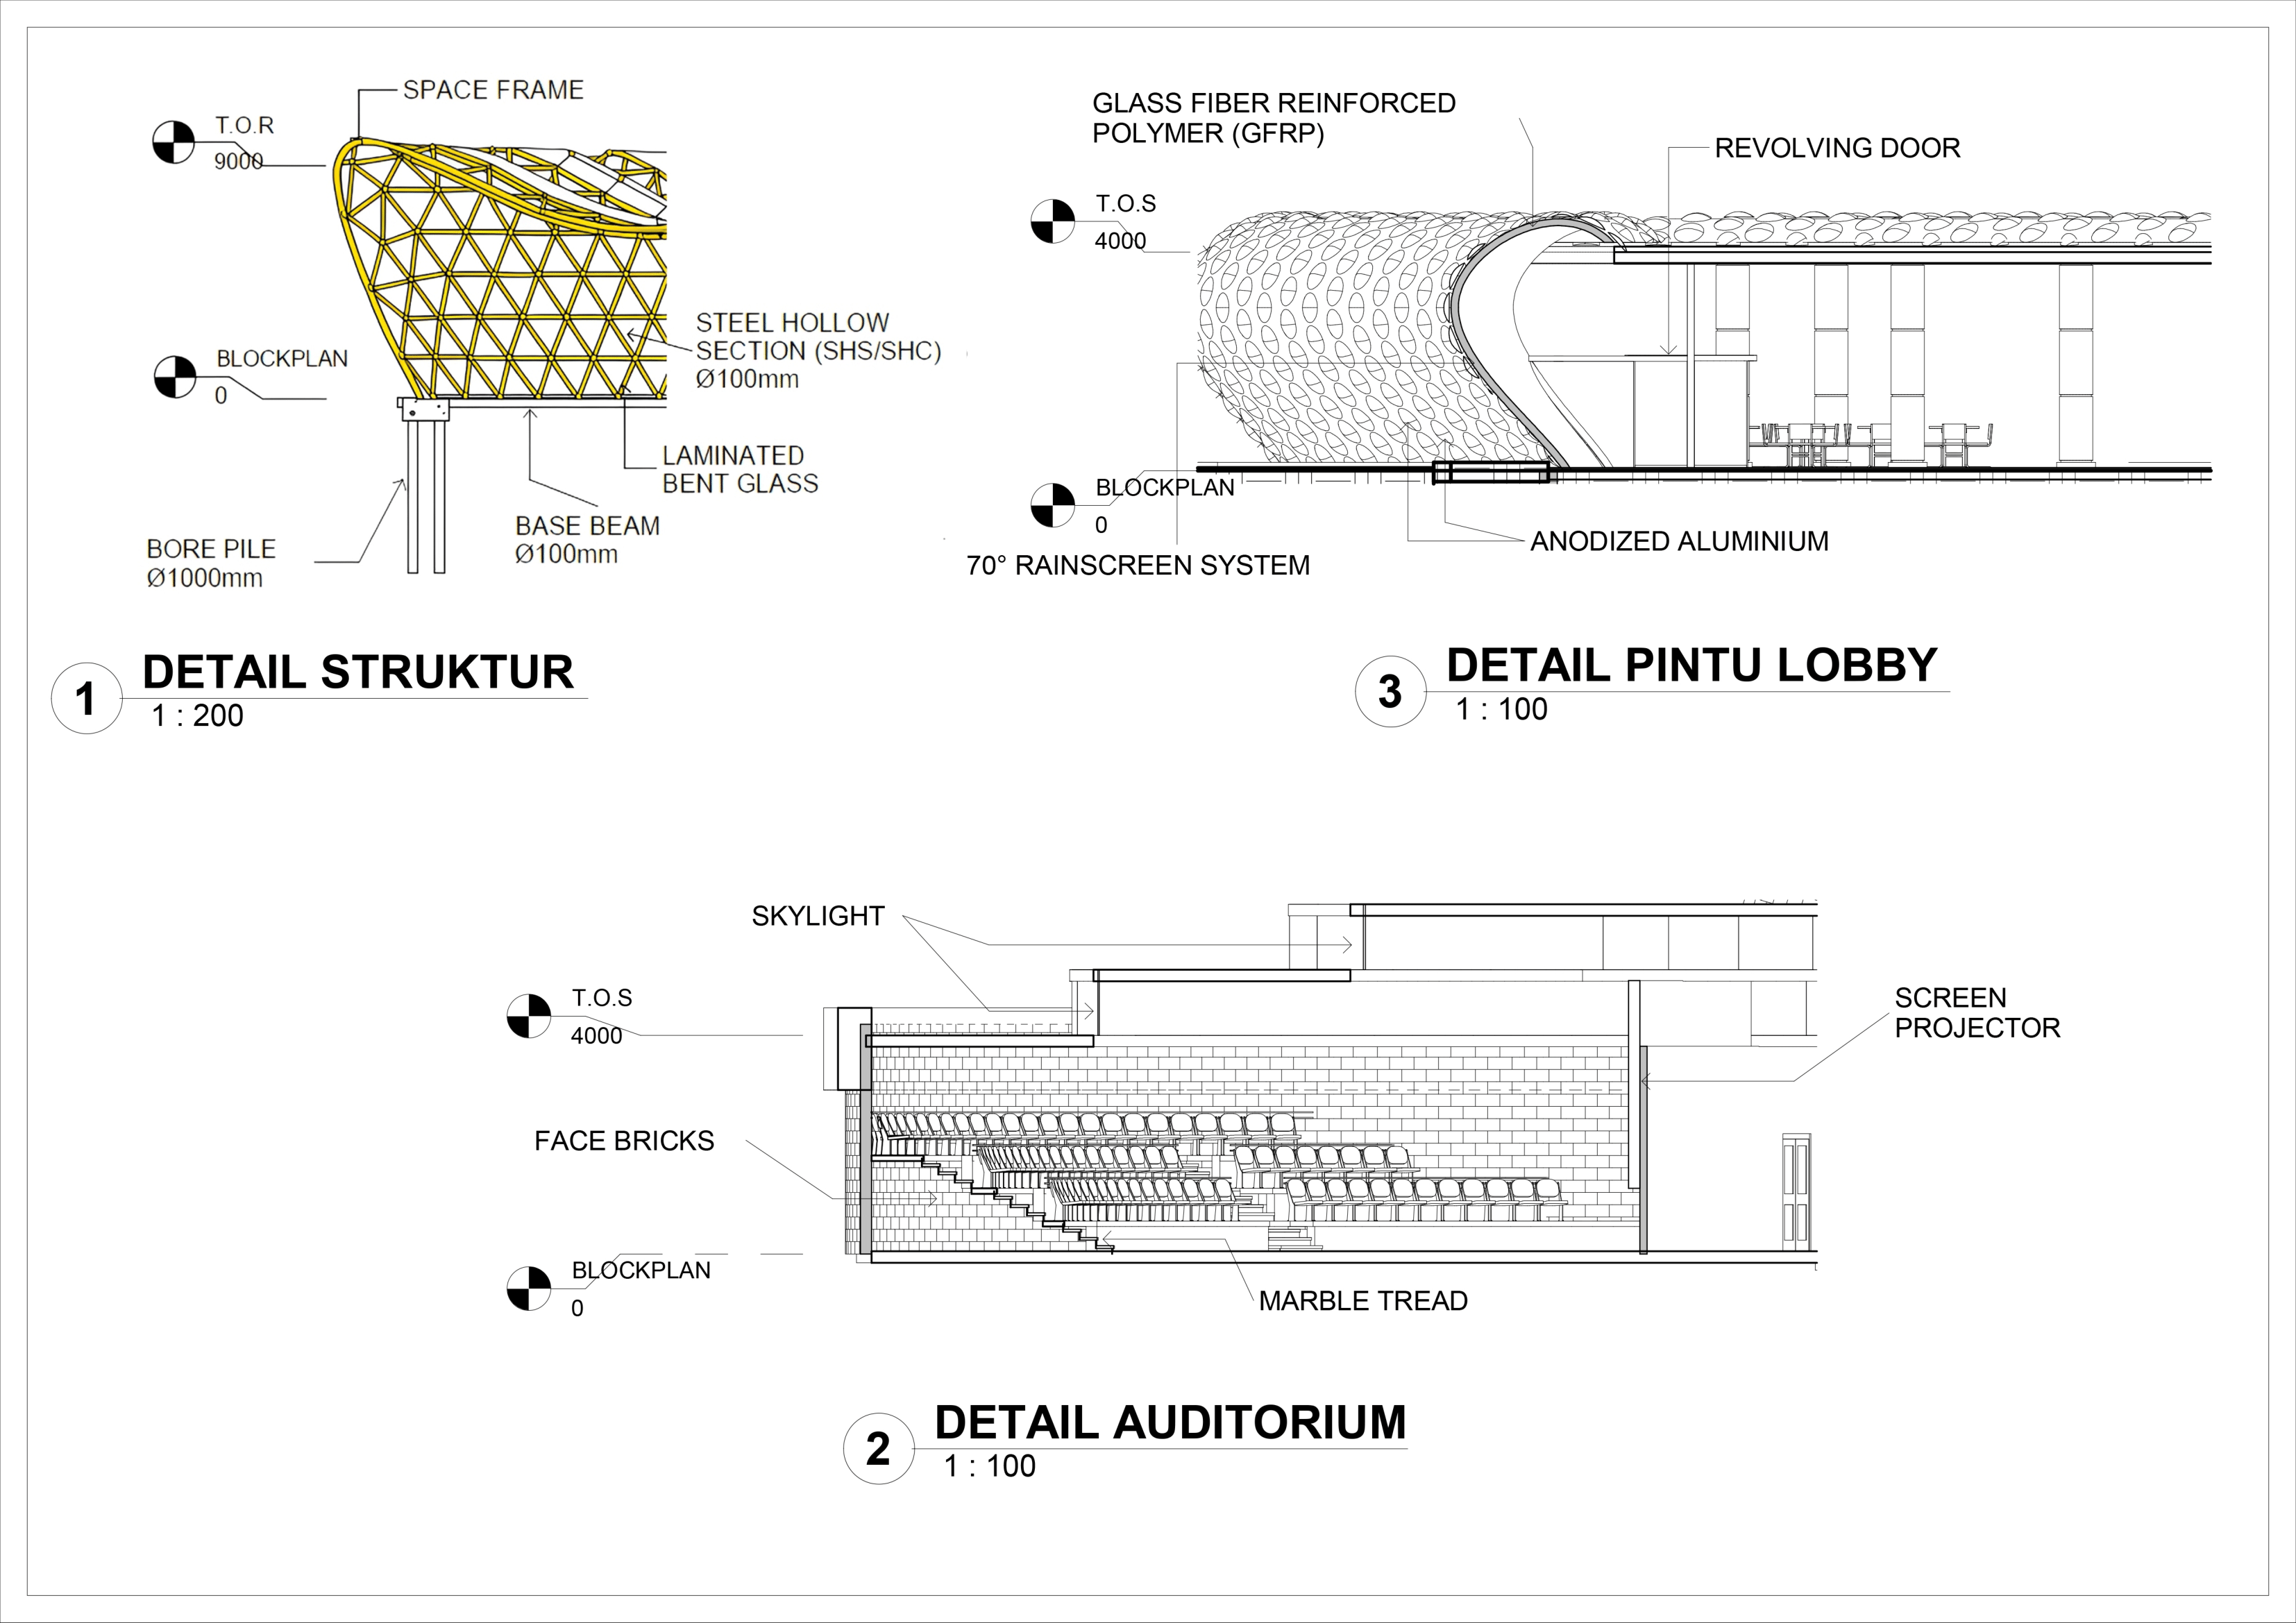 SPACE FRAME
T.O.R
9000
STEEL HOLLOW
SECTION (SHS/SHC)
Ø100mm
BLOCKPLAN
0
LAMINATED
BENT GLASS
BASE BEAM
Ø100mm
BORE PILE
Ø1000mm
1
DETAIL STRUKTUR
1 : 200
GLASS FIBER REINFORCED
POLYMER (GFRP)
REVOLVING DOOR
T.O.S
4000
BLOCKPLAN
0
ANODIZED ALUMINIUM
70° RAINSCREEN SYSTEM
3
DETAIL PINTU LOBBY
1 : 100
SKYLIGHT
T.O.S
4000
SCREEN
PROJECTOR
FACE BRICKS
BLOCKPLAN
0
MARBLE TREAD
2
DETAIL AUDITORIUM
1 : 100